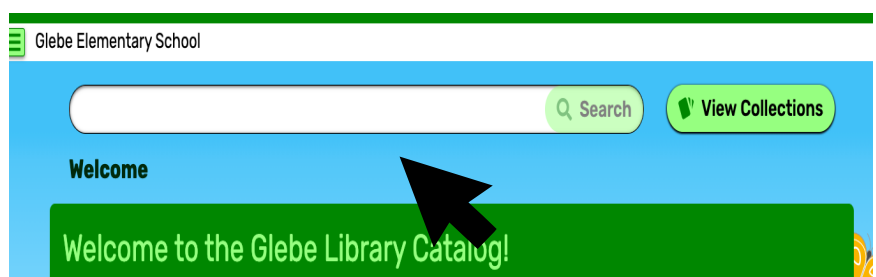 Glebe Elementary School
Search
View Collections
Welcome
Welcome to the Glebe Library Catalog!